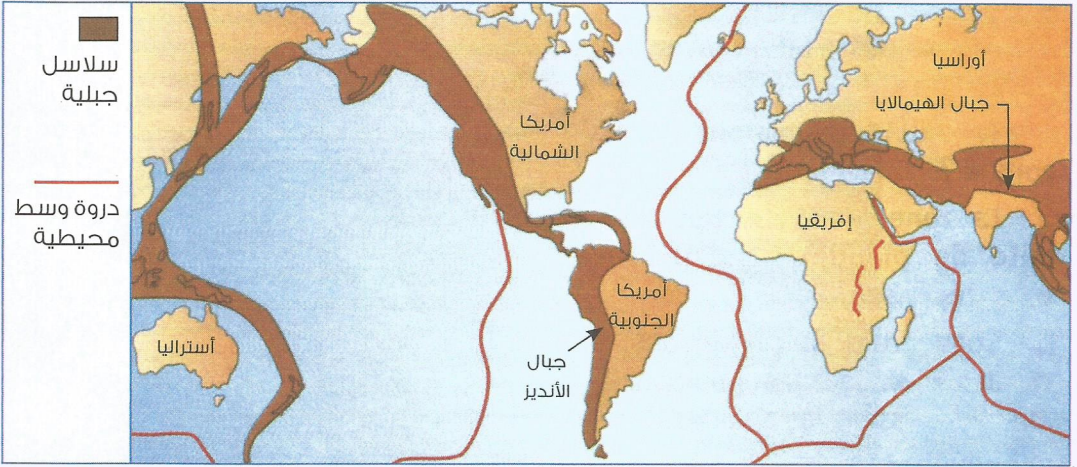 سلاسل
جبلية
دروة وسط
محيطية
أوراسيا
جبال الهيمالايا
أمريكا
الشمالية
إفريقيا
أمريكا
الجنوبية
جبال
الأنديز
أستراليا